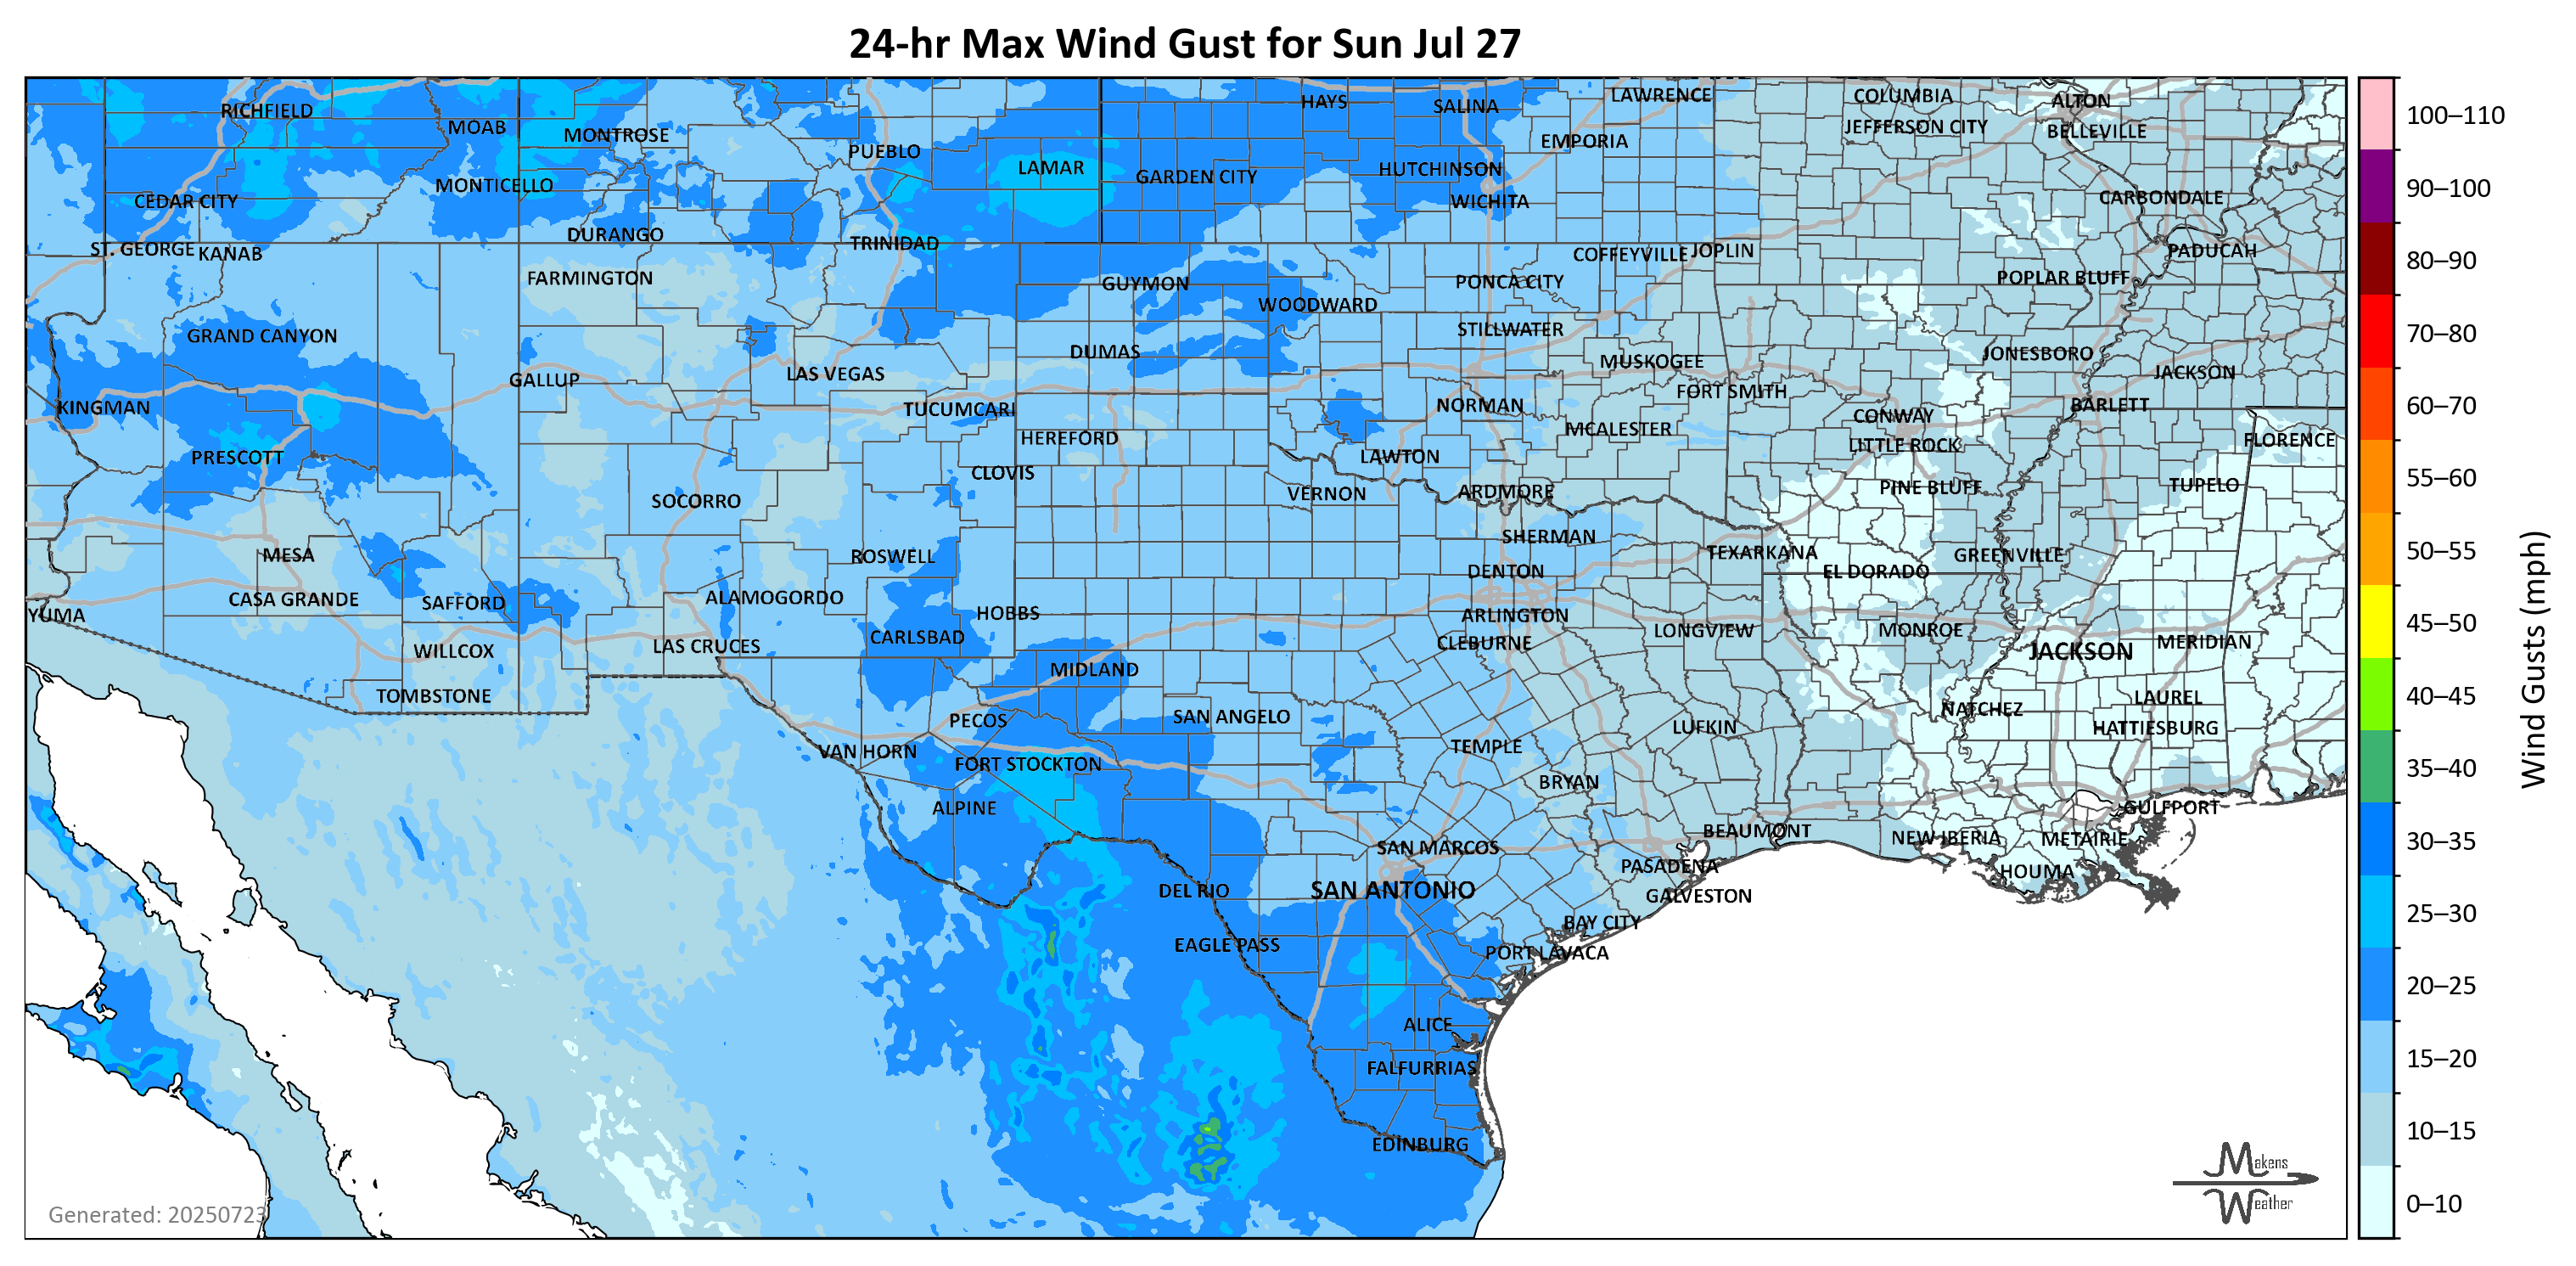 24-hr Max Wind Gust for Sun Jul 27
RICHFIELD
MOAB
MONTROSE
PUEBLO
LAMAR
HAYS
SALINA
LAWRENCE
COLUMBIA
ALTON
EMPORIA
JEFFERSON CITY
BELLEVILLE
MONTICELLO
GARDEN CITY
HUTCHINSON
CEDAR CITY
WICHITA
CARBONDALE
DURANGO
TRINIDAD
ST. GEORGE
KANAB
COFFEYVILLE
JOPLIN
PADUCAH
FARMINGTON
GUYMON
PONCA CITY
POPLAR BLUFF
WOODWARD
GRAND CANYON
STILLWATER
DUMAS
MUSKOGEE
JONESBORO
GALLUP
LAS VEGAS
FORT SMITH
JACKSON
KINGMAN
TUCUMCARI
NORMAN
CONWAY
BARLETT
HEREFORD
MCALESTER
LITTLE ROCK
FLORENCE
PRESCOTT
CLOVIS
LAWTON
SOCORRO
VERNON
ARDMORE
PINE BLUFF
TUPELO
MESA
ROSWELL
SHERMAN
TEXARKANA
GREENVILLE
DENTON
EL DORADO
CASA GRANDE
SAFFORD
ALAMOGORDO
YUMA
HOBBS
ARLINGTON
CARLSBAD
CLEBURNE
LONGVIEW
MONROE
WILLCOX
LAS CRUCES
JACKSON
MERIDIAN
MIDLAND
TOMBSTONE
LAUREL
PECOS
SAN ANGELO
NATCHEZ
LUFKIN
HATTIESBURG
VAN HORN
TEMPLE
FORT STOCKTON
BRYAN
ALPINE
GULFPORT
BEAUMONT
NEW IBERIA
METAIRIE
SAN MARCOS
PASADENA
HOUMA
DEL RIO
SAN ANTONIO
GALVESTON
BAY CITY
EAGLE PASS
PORT LAVACA
ALICE
FALFURRIAS
EDINBURG
Generated: 20250723
Makens
Weather
100–110
90–100
80–90
70–80
60–70
55–60
50–55
45–50
40–45
35–40
30–35
25–30
20–25
15–20
10–15
0–10
Wind Gusts (mph)